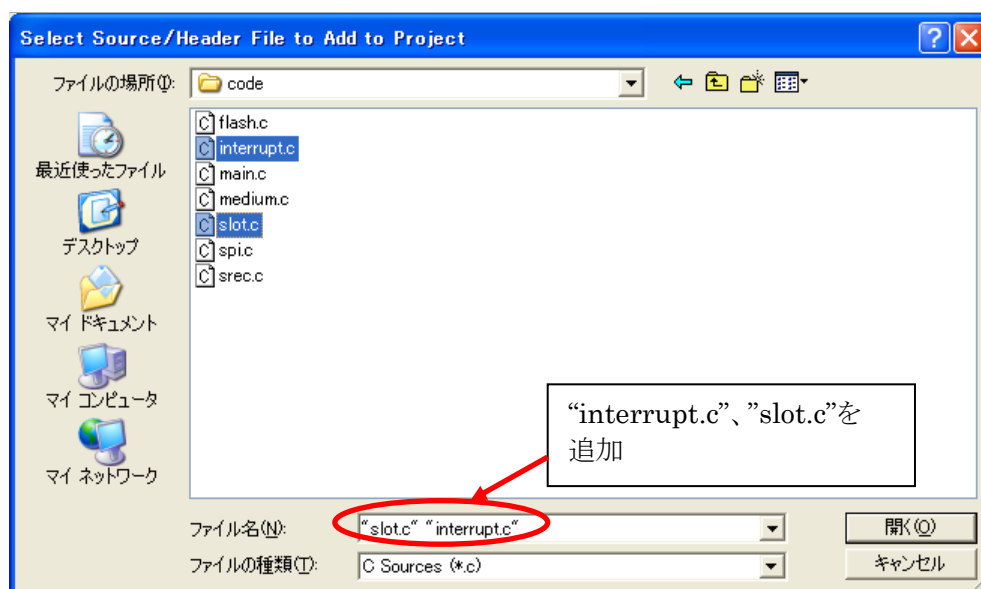 Select Source/Header File to Add to Project
ファイルの場所(I):
code
flash.c
interrupt.c
main.c
medium.c
slot.c
spi.c
srec.c
最近使ったファイル
デスクトップ
マイ ドキュメント
マイ コンピュータ
マイ ネットワーク
“interrupt.c”、”slot.c”を
追加
ファイル名(N):
"slot.c" "interrupt.c"
開く(O)
ファイルの種類(T):
C Sources (*.c)
キャンセル